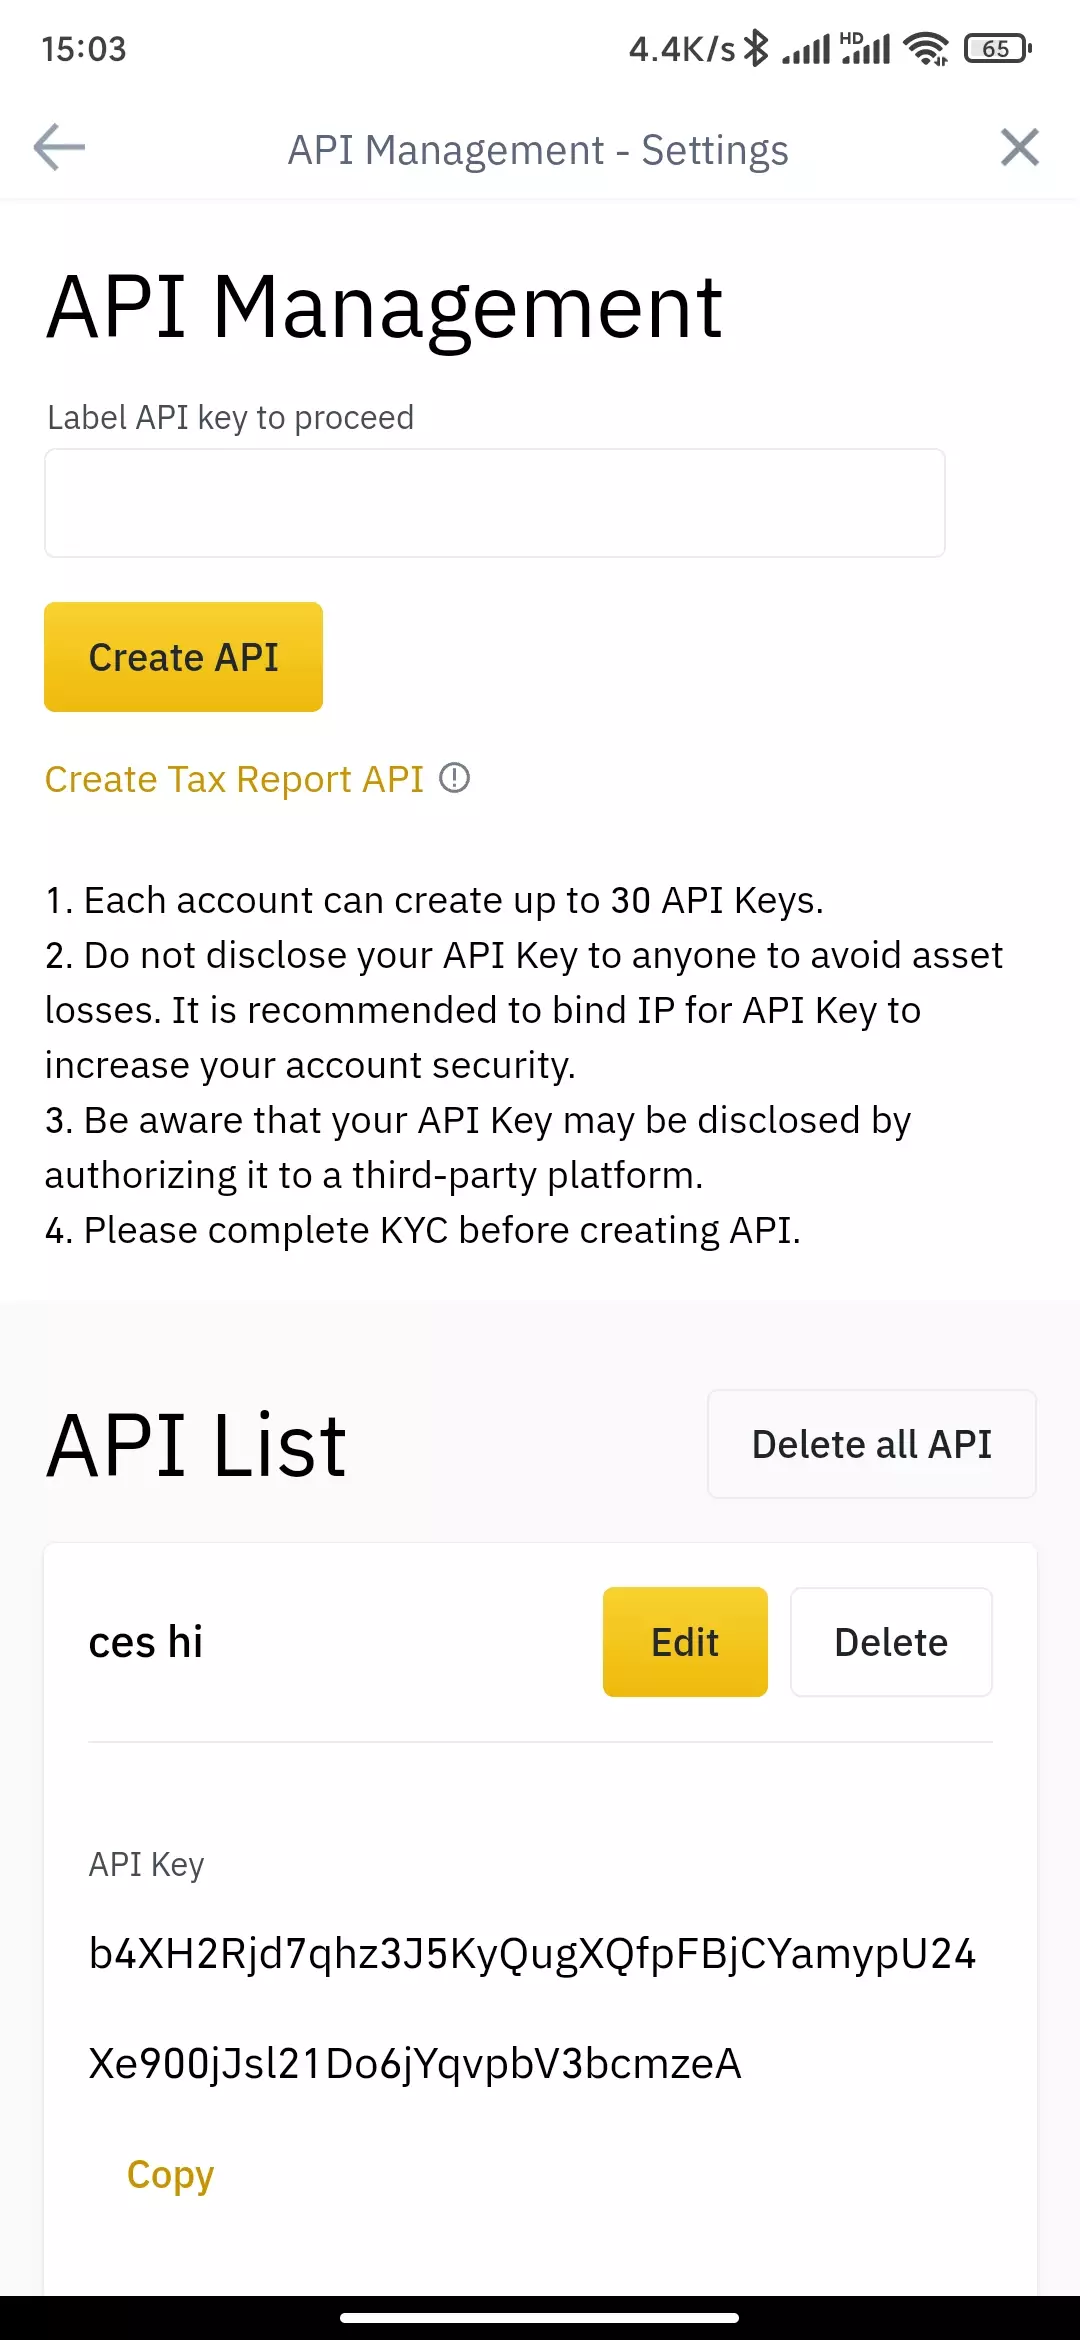 15:03
4.4K/s HD 65
API Management - Settings
API Management
Label API key to proceed
Create API
Create Tax Report API
1. Each account can create up to 30 API Keys.
2. Do not disclose your API Key to anyone to avoid asset
losses. It is recommended to bind IP for API Key to
increase your account security.
3. Be aware that your API Key may be disclosed by
authorizing it to a third-party platform.
4. Please complete KYC before creating API.
API List
Delete all API
ces hi
Edit
Delete
API Key
b4XH2Rjd7qhz3J5KyQugXQfpFBjCYamypU24
Xe900jJsl21Do6jYqvpbV3bcmzeA
Copy